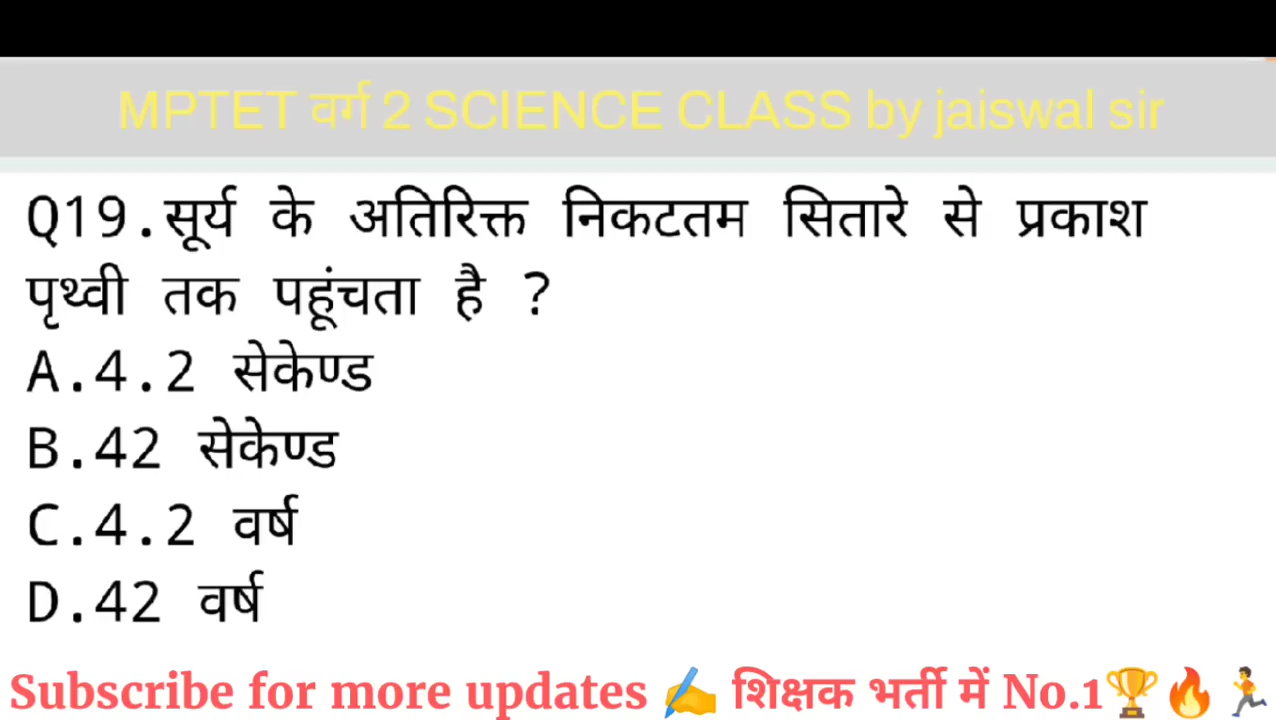 MPTET वर्ग 2 SCIENCE CLASS by jaiswal sir
Q19.सूर्य के अतिरिक्त निकटतम सितारे से प्रकाश
पृथ्वी तक पहूंचता है ?
A.4.2 सेकेण्ड
B.42 सेकेण्ड
C.4.2 वर्ष
D.42 वर्ष
Subscribe for more updates ✍️ शिक्षक भर्ती में No.1🏆🔥🏃